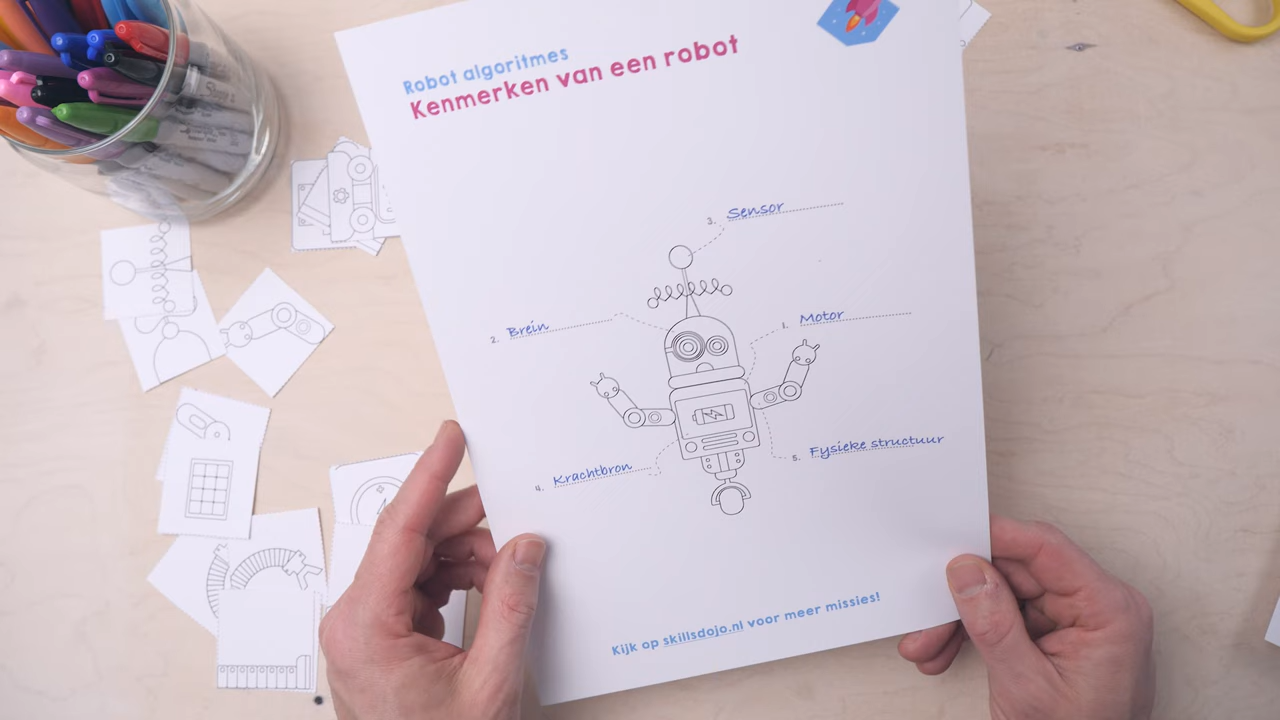 Robot algoritmes
Kenmerken van een robot
3. Sensor
2. Brein
1. Motor
4. Krachtbron
5. Fysieke structuur
Kijk op skillsdojo.nl voor meer missies!